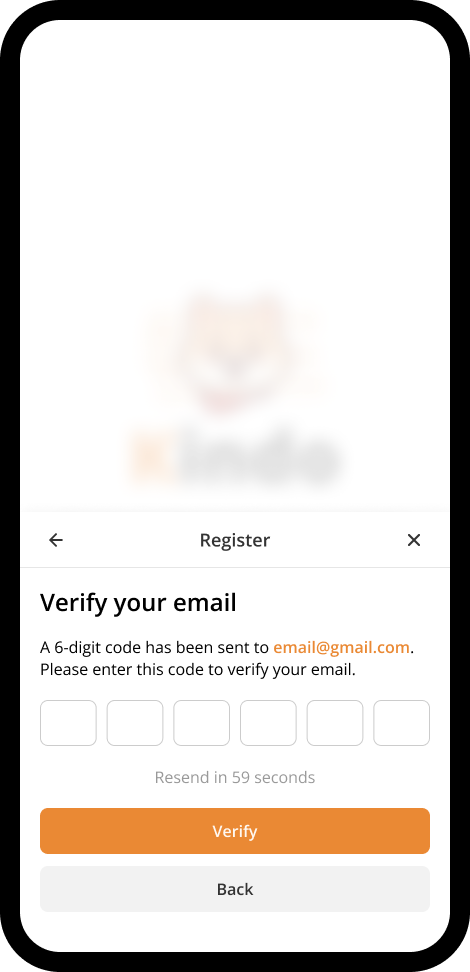 Kindo
Register
Verify your email
A 6-digit code has been sent to email@gmail.com.
Please enter this code to verify your email.
Resend in 59 seconds
Verify
Back